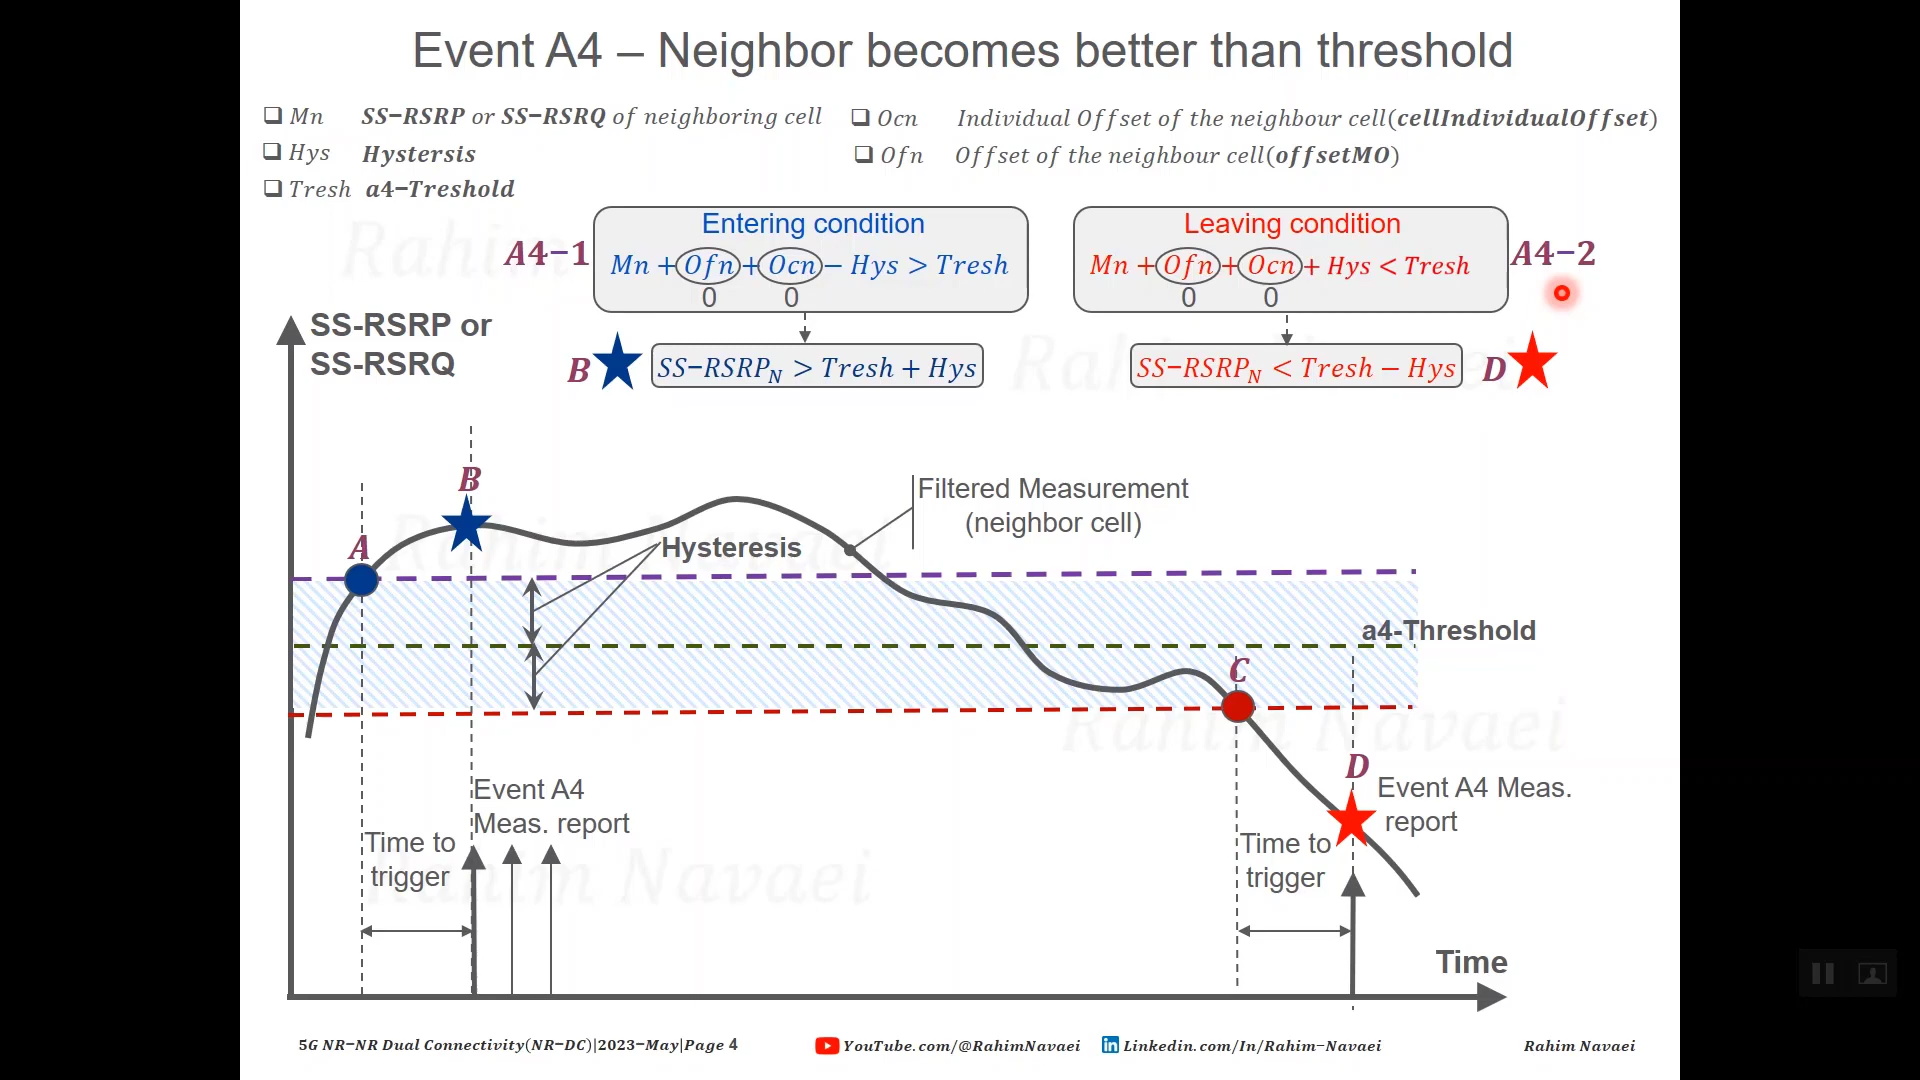 Event A4 – Neighbor becomes better than threshold
❑ Mn SS−RSRP or SS−RSRQ of neighboring cell
❑ Ocn Individual Offset of the neighbour cell(cellIndividualOffset)
❑ Hys Hystersis
❑ Ofn Offset of the neighbour cell(offsetMO)
❑ Tresh a4−Treshold
Entering condition
A4−1
Mn + Ofn + Ocn − Hys > Tresh
0 0
Leaving condition
Mn + Ofn + Ocn + Hys < Tresh
A4−2
0 0
B
SS−RSRP_N > Tresh + Hys
SS−RSRP_N < Tresh − Hys
D
SS-RSRP or
SS-RSRQ
B
A
Filtered Measurement
(neighbor cell)
Hysteresis
a4-Threshold
C
D
Event A4
Meas. report
Event A4 Meas.
report
Time to
trigger
Time to
trigger
Time
5G NR−NR Dual Connectivity(NR−DC)|2023−May|Page 4
YouTube.com/@RahimNavaei
Linkedin.com/In/Rahim−Navaei
Rahim Navaei
Rahim Navaei
Rahim Navaei
Rahim Navaei